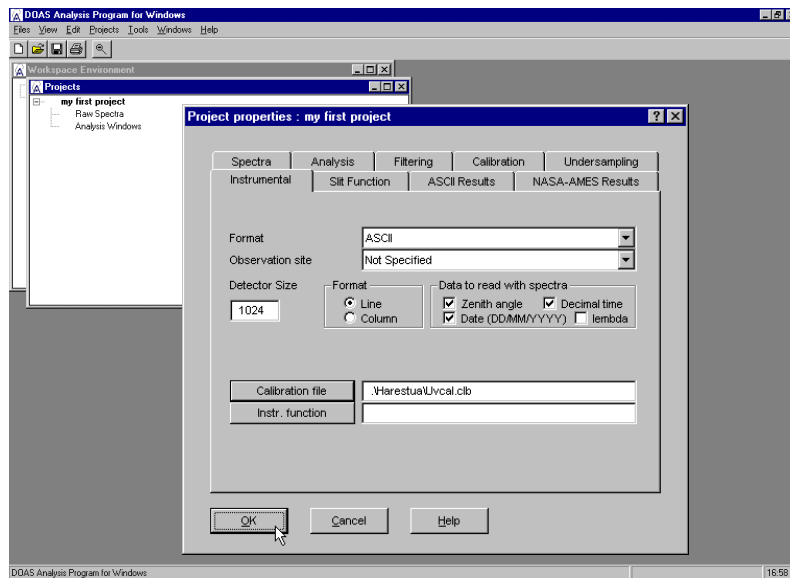 DOAS Analysis Program for Windows
Files View Edit Projects Tools Windows Help
Workspace Environment
Projects
my first project
Raw Spectra
Analysis Windows
Project properties : my first project
Spectra Analysis Filtering Calibration Undersampling
Instrumental Slit Function ASCII Results NASA-AMES Results
Format ASCII
Observation site Not Specified
Detector Size Format Data to read with spectra
1024 Line Zenith angle Decimal time
Column Date (DD/MM/YYYY) lembda
Calibration file .\Harestua\Uvcal.clb
Instr. function
OK Cancel Help
DOAS Analysis Program for Windows 16:58